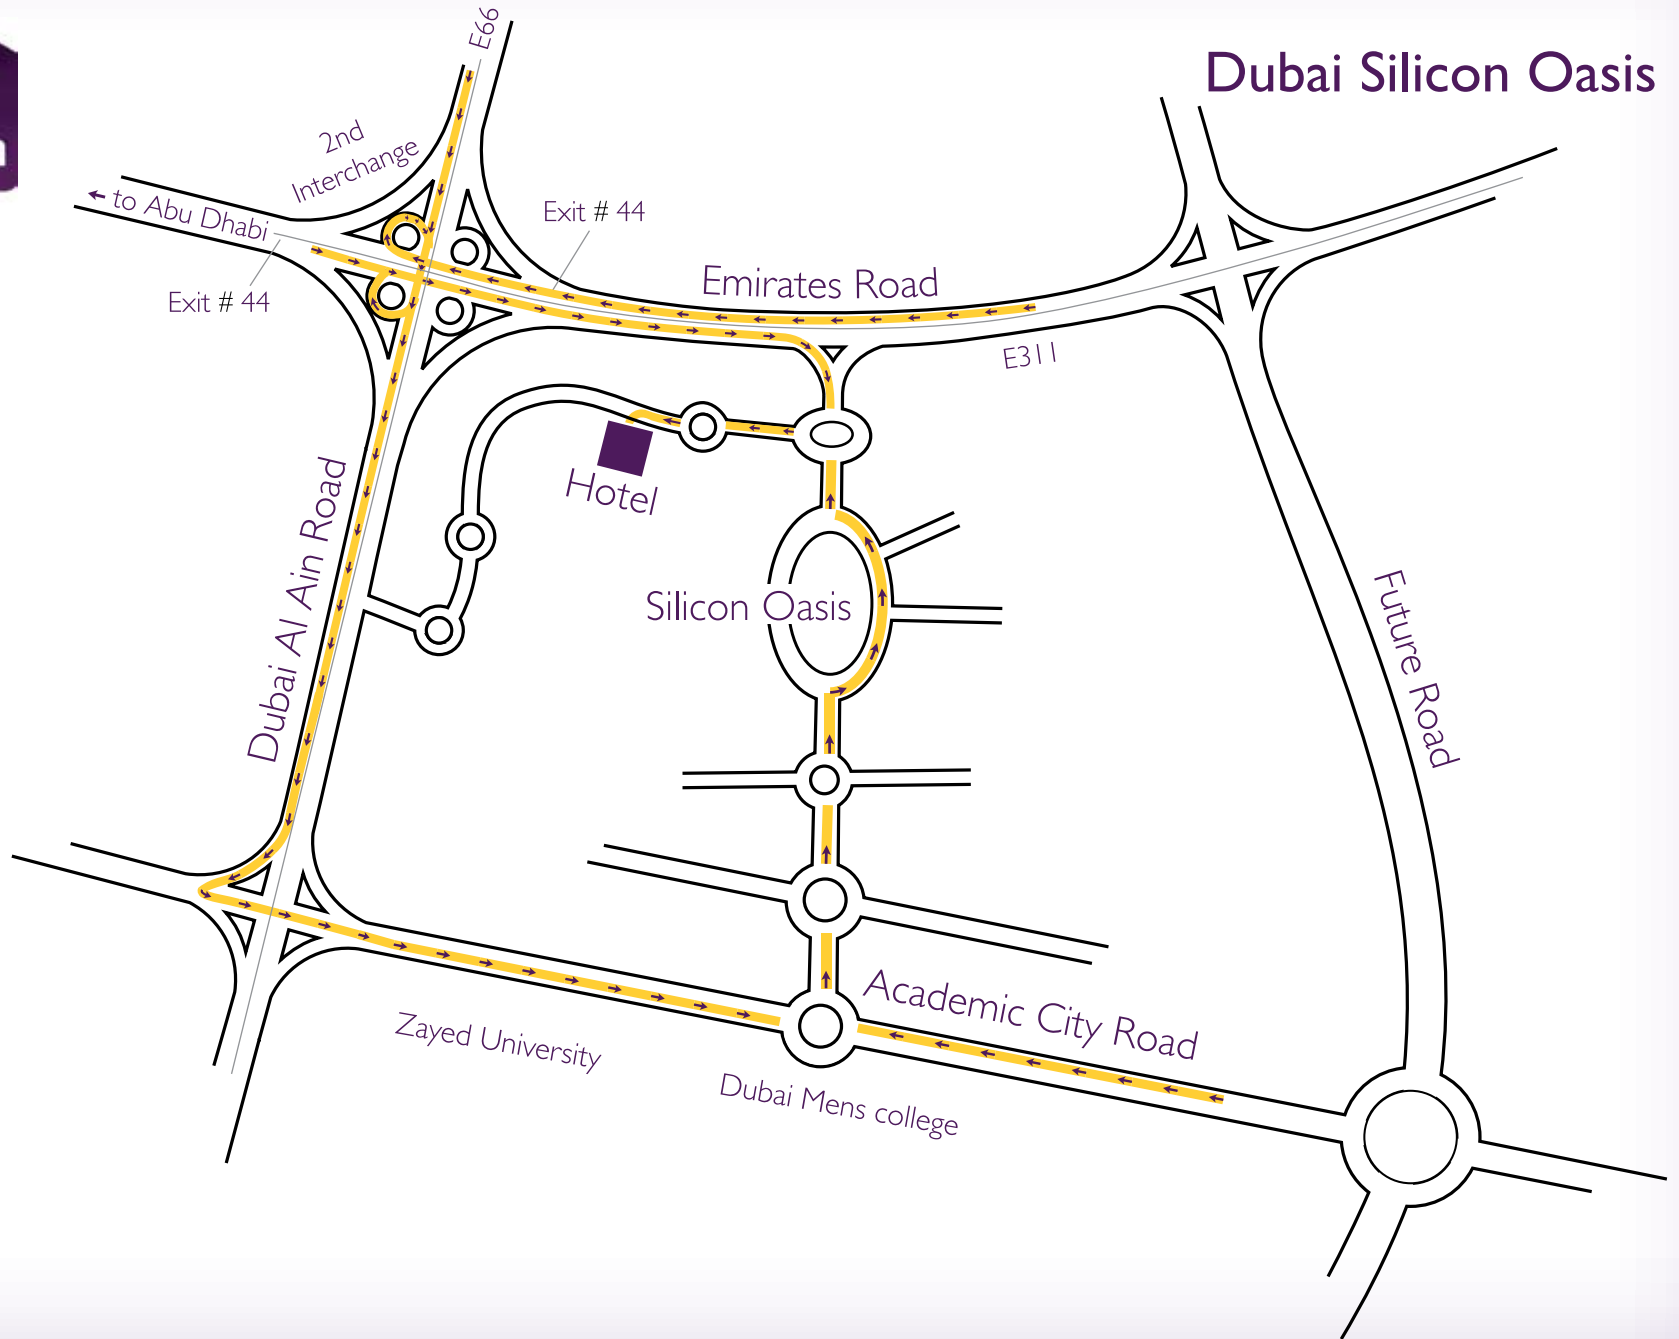 Dubai Silicon Oasis
E66
2nd
Interchange
← to Abu Dhabi
Exit # 44
Exit # 44
Emirates Road
E311
Hotel
Dubai Al Ain Road
Silicon Oasis
Future Road
Academic City Road
Zayed University
Dubai Mens college